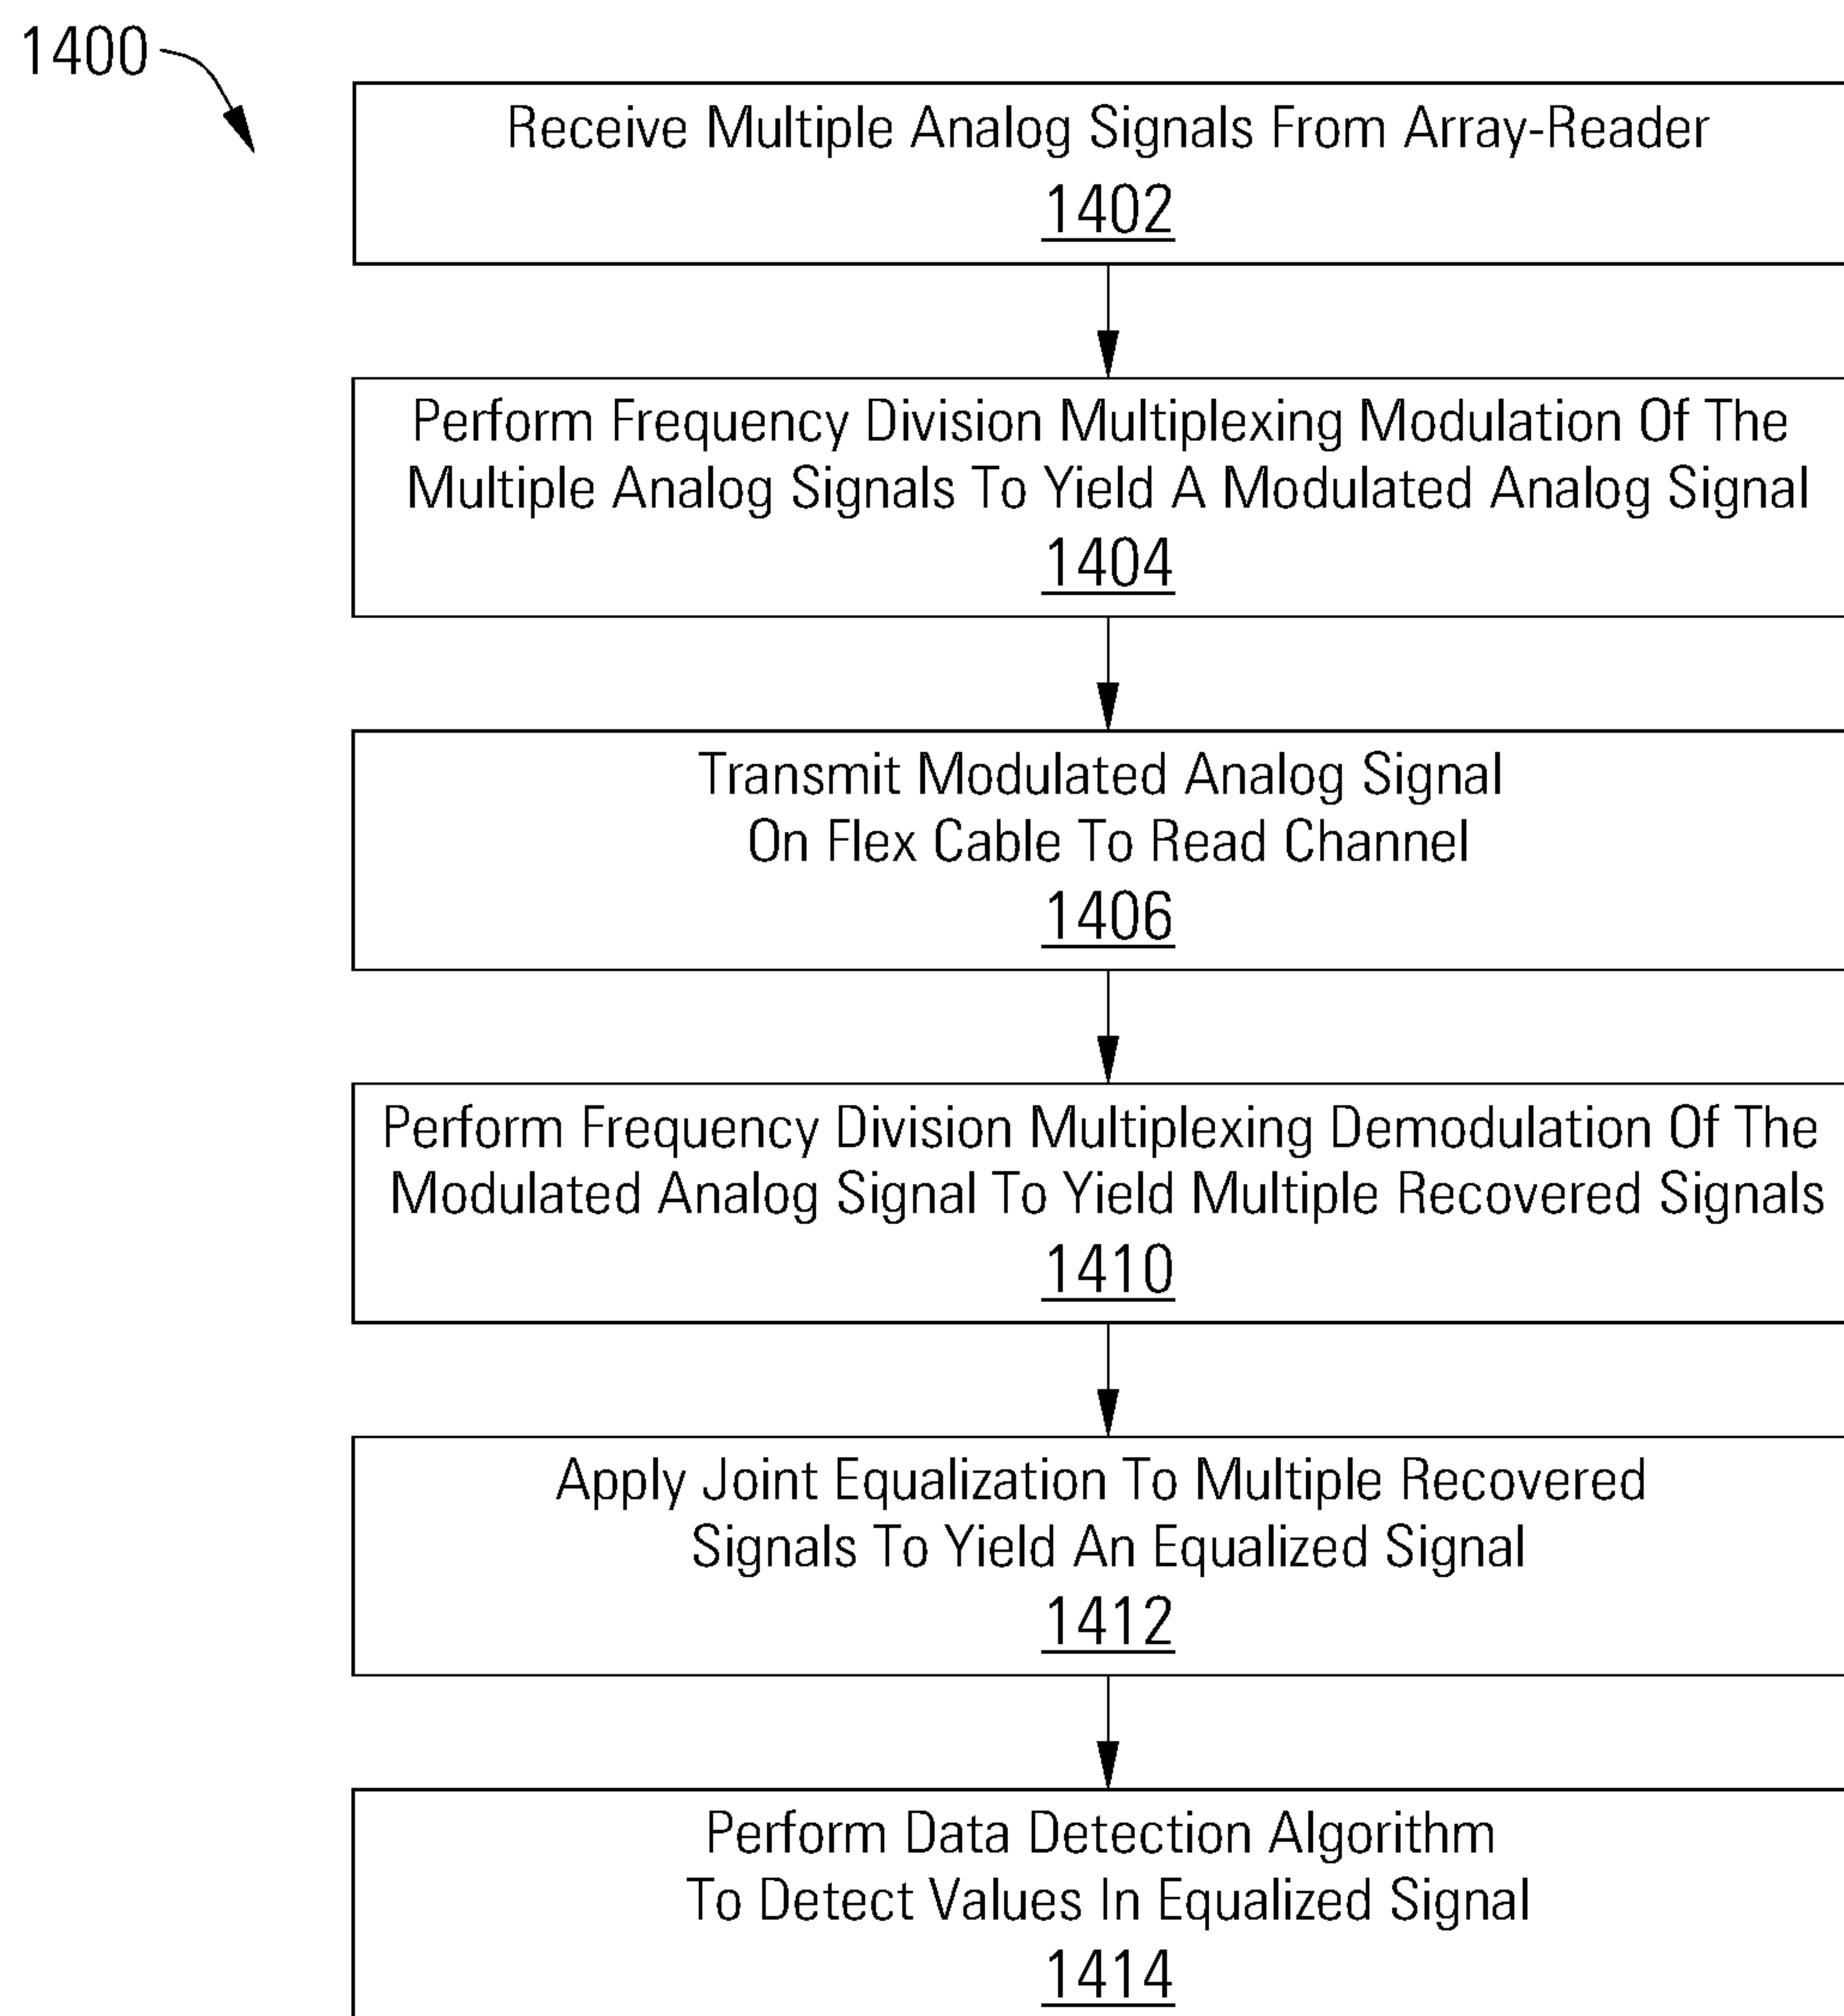 1400
Receive Multiple Analog Signals From Array-Reader
1402
Perform Frequency Division Multiplexing Modulation Of The
Multiple Analog Signals To Yield A Modulated Analog Signal
1404
Transmit Modulated Analog Signal
On Flex Cable To Read Channel
1406
Perform Frequency Division Multiplexing Demodulation Of The
Modulated Analog Signal To Yield Multiple Recovered Signals
1410
Apply Joint Equalization To Multiple Recovered
Signals To Yield An Equalized Signal
1412
Perform Data Detection Algorithm
To Detect Values In Equalized Signal
1414